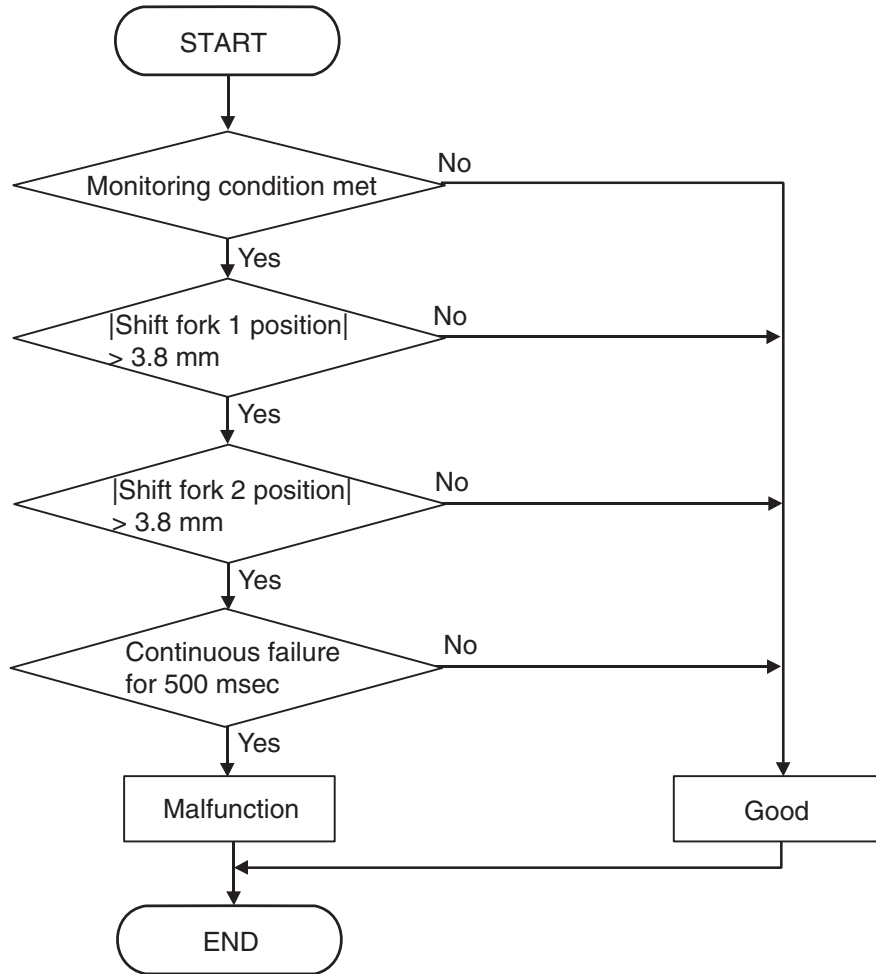 START
Monitoring condition met
No
Yes
|Shift fork 1 position|
> 3.8 mm
No
Yes
|Shift fork 2 position|
> 3.8 mm
No
Yes
Continuous failure
for 500 msec
No
Yes
Malfunction
Good
END